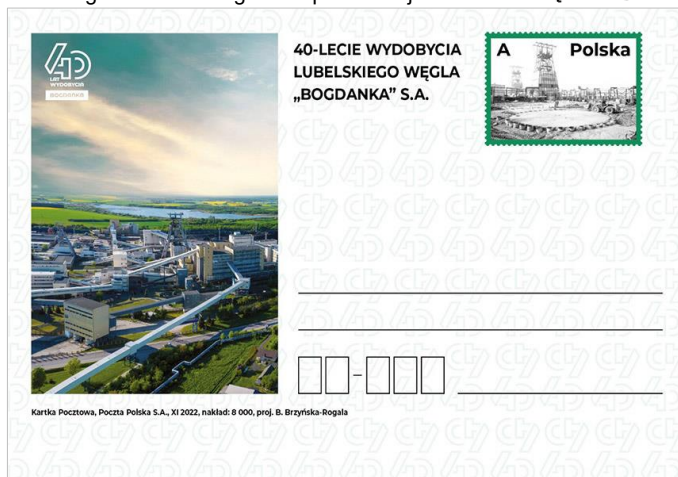 40
LAT
WYDOBYCIA
BOGDANKA
40-LECIE WYDOBYCIA
LUBELSKIEGO WĘGLA
„BOGDANKA” S.A.
A Polska
Kartka Pocztowa, Poczta Polska S.A., XI 2022, nakład: 8 000, proj. B. Brzyńska-Rogala